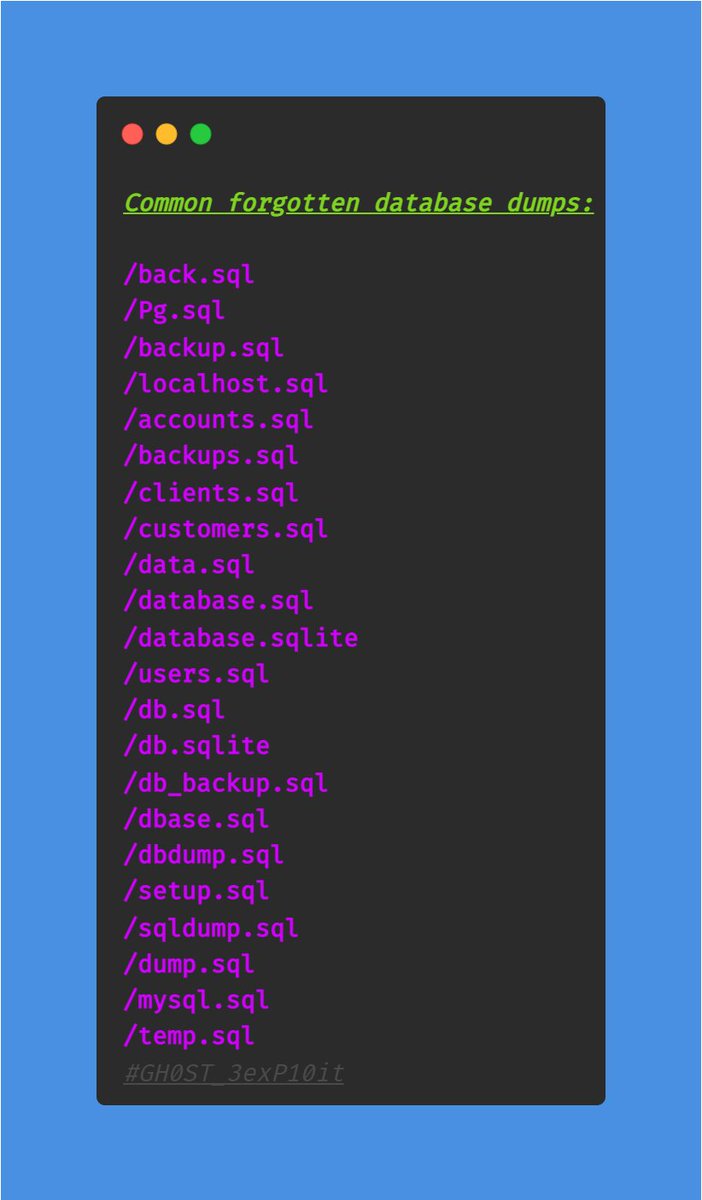 Common forgotten database dumps:
/back.sql
/Pg.sql
/backup.sql
/localhost.sql
/accounts.sql
/backups.sql
/clients.sql
/customers.sql
/data.sql
/database.sql
/database.sqlite
/users.sql
/db.sql
/db.sqlite
/db_backup.sql
/dbase.sql
/dbdump.sql
/setup.sql
/sqldump.sql
/dump.sql
/mysql.sql
/temp.sql
#GH0ST_3exP10it